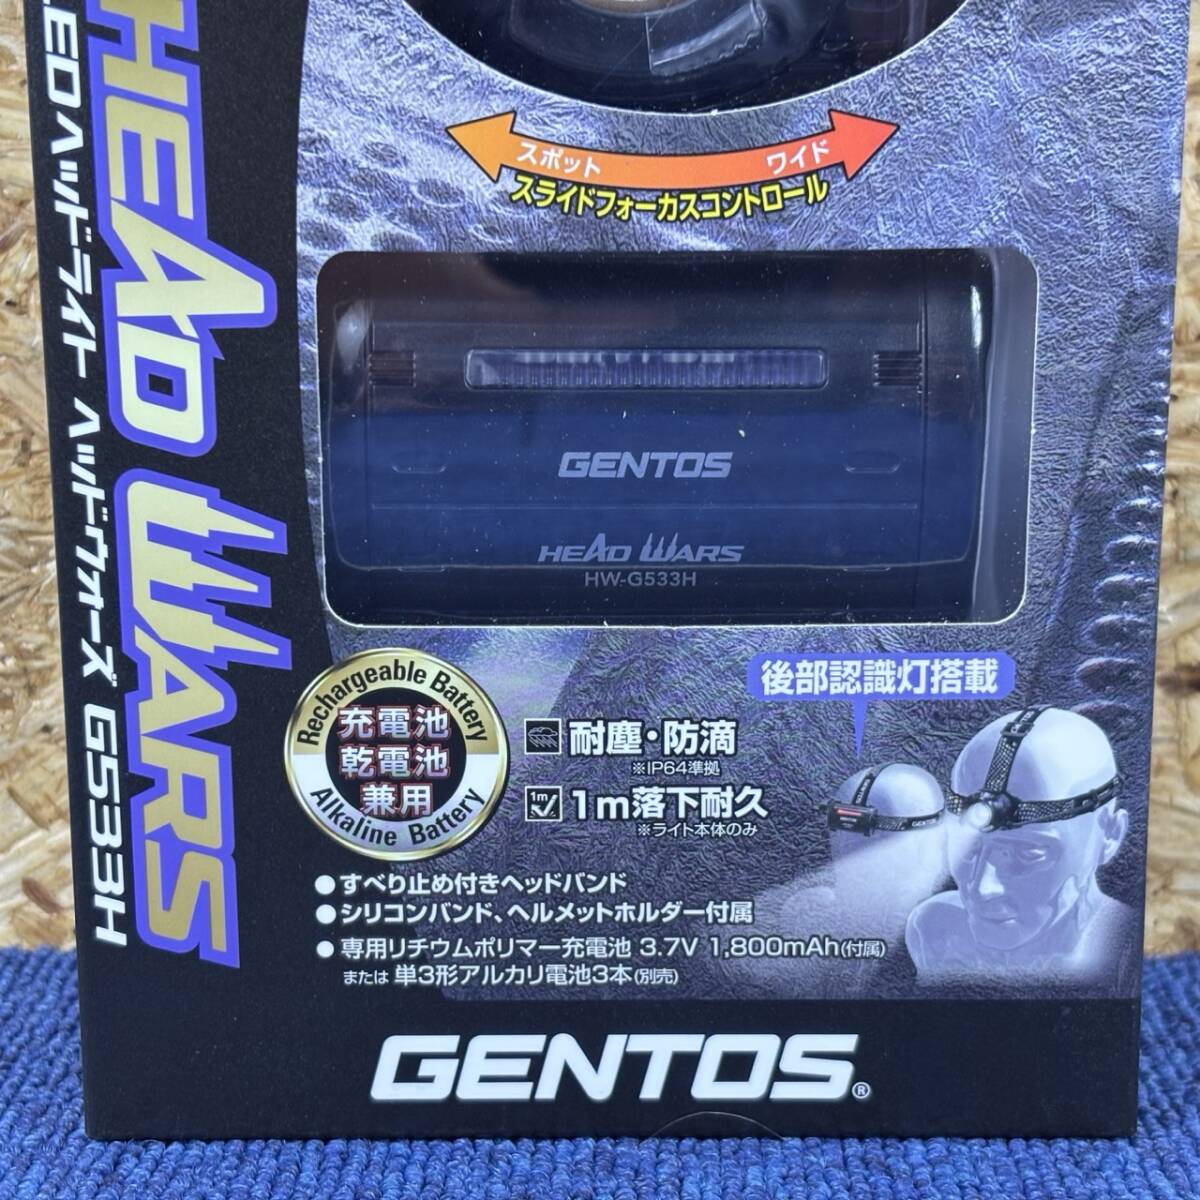 HEAD WARS
LEDヘッドライト ヘッドウォーズ G533H
スポット ワイド
スライドフォーカスコントロール
GENTOS
HEAD WARS
HW-G533H
Rechargeable Battery
充電池
乾電池
兼用
Alkaline Battery
耐塵・防滴
※IP64準拠
1m
1m落下耐久
※ライト本体のみ
後部認識灯搭載
GENTOS
●すべり止め付きヘッドバンド
●シリコンバンド、ヘルメットホルダー付属
●専用リチウムポリマー充電池 3.7V 1,800mAh(付属)
または 単3形アルカリ電池3本(別売)
GENTOS®